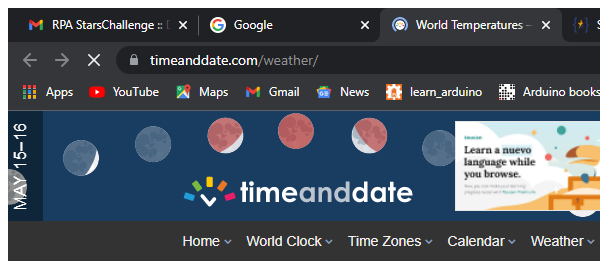 RPA StarsChallenge ::
Google
World Temperatures –
timeanddate.com/weather/
Apps
YouTube
Maps
Gmail
News
learn_arduino
Arduino books
MAY 15–16
timeanddate
Learn a nuevo
language while
you browse.
Home
World Clock
Time Zones
Calendar
Weather